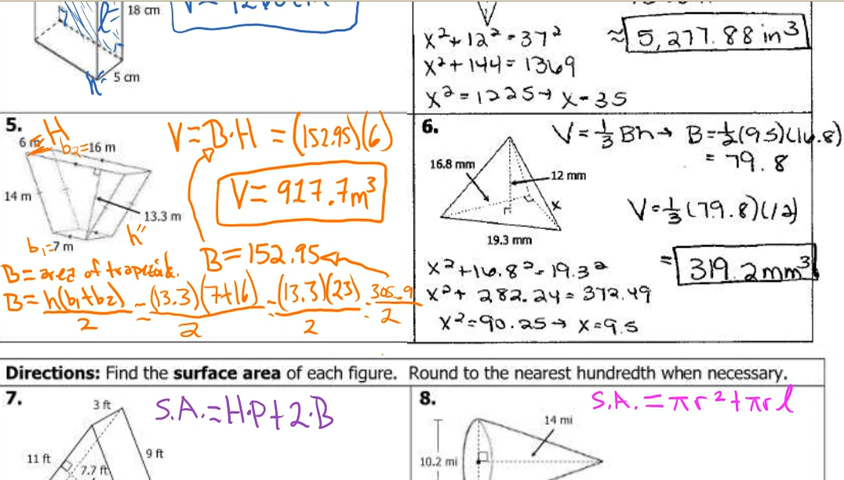 18 cm
5 cm
x²+12²=37²
x²+144=1369
x²=1225→x=35
≈ 5,277.88 in³
5.
6 m
H
b₂=16 m
14 m
13.3 m
b₁=7 m
h
V=B·H = (152.95)(6)
V=917.7m³
B=152.95
B=area of trapezoid.
B=h(b₁+b₂)/2 = (13.3)(7+16)/2 = (13.3)(23)/2 = 305.9/2
6.
16.8 mm
12 mm
x
19.3 mm
V=⅓Bh→ B=½(9.5)(16.8)
=79.8
V=⅓(79.8)(12)
= 319.2mm³
x²+16.8²=19.3²
x²+282.24=372.49
x²=90.25→x=9.5
Directions: Find the surface area of each figure. Round to the nearest hundredth when necessary.
7.
3 ft
11 ft
7.7 ft
9 ft
S.A.=H·P+2·B
8.
14 mi
10.2 mi
S.A.=πr²+πrl